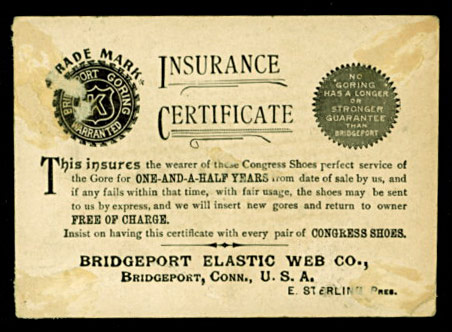 TRADE MARK
BRIDGEPORT GORING
K
WARRANTED
INSURANCE
CERTIFICATE
NO
GORING
HAS A LONGER
OR
STRONGER
GUARANTEE
THAN
BRIDGEPORT
This insures the wearer of these Congress Shoes perfect service of
the Gore for ONE-AND-A-HALF YEARS from date of sale by us, and
if any fails within that time, with fair usage, the shoes may be sent
to us by express, and we will insert new gores and return to owner
FREE OF CHARGE.
Insist on having this certificate with every pair of CONGRESS SHOES.
BRIDGEPORT ELASTIC WEB CO.,
BRIDGEPORT, CONN., U. S. A.
E. STERLING PRES.